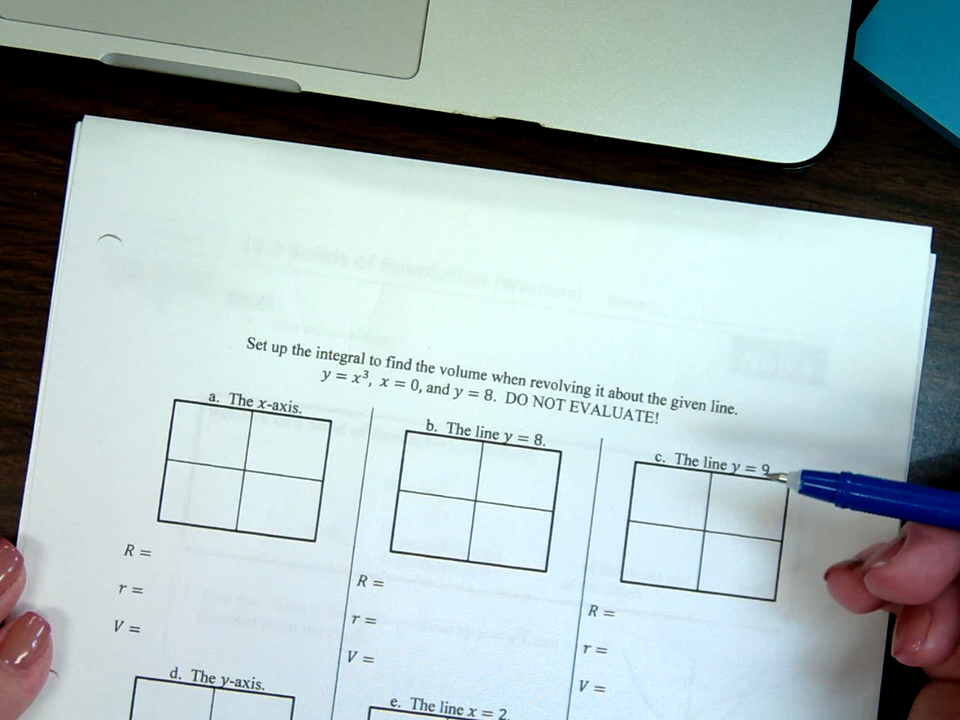 Set up the integral to find the volume when revolving it about the given line.
y = x³, x = 0, and y = 8. DO NOT EVALUATE!
a. The x-axis.
R =
r =
V =
b. The line y = 8.
R =
r =
V =
c. The line y = 9
R =
r =
V =
d. The y-axis.
e. The line x = 2.